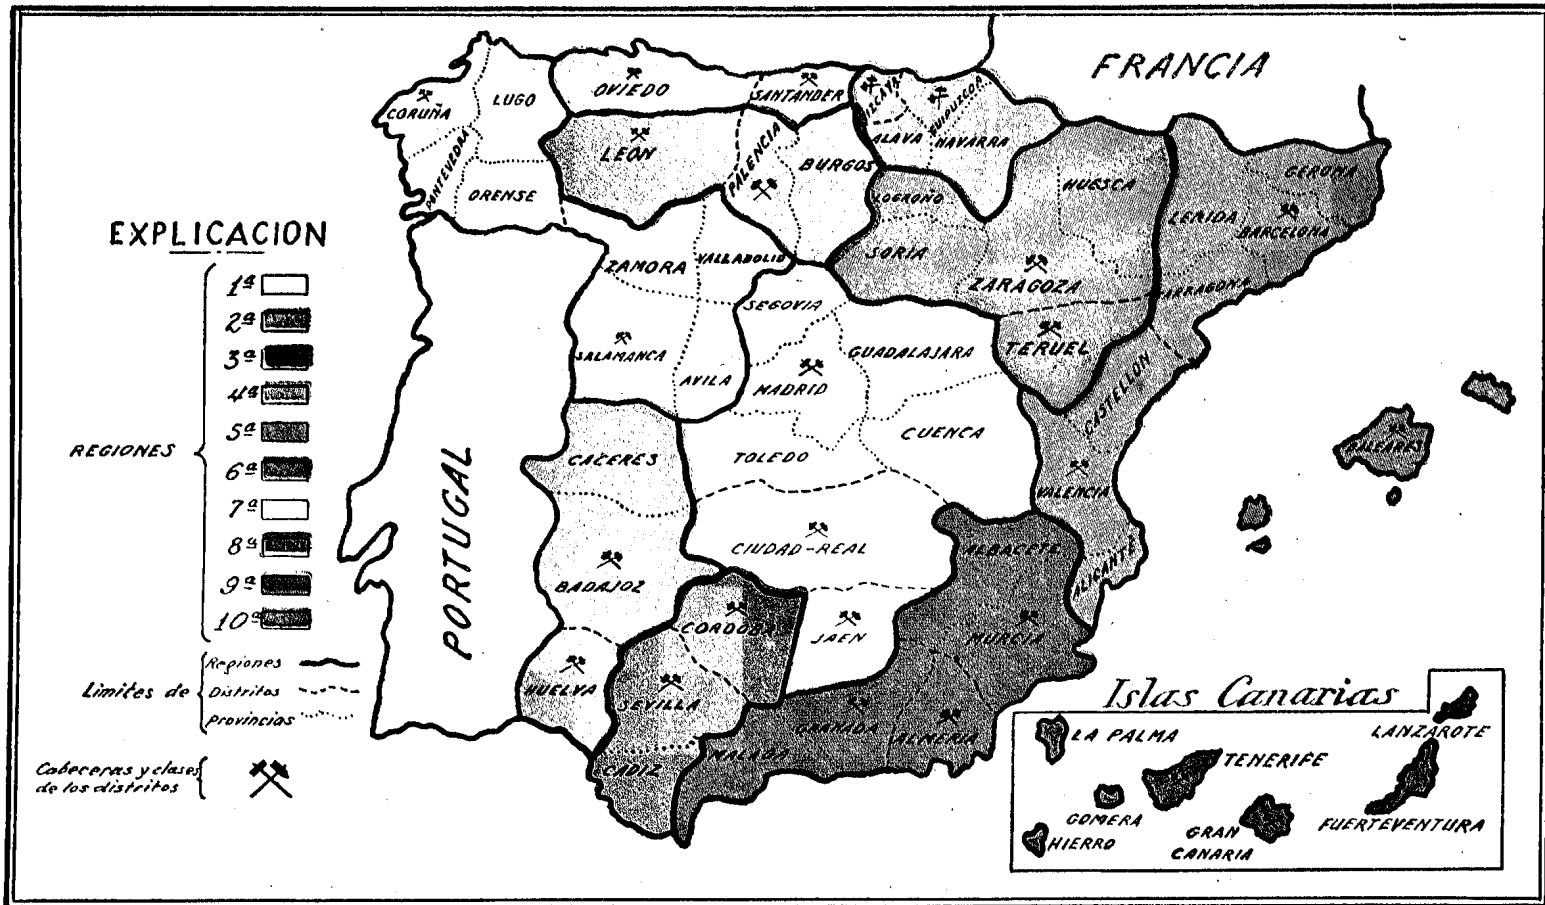 FRANCIA
OVIEDO
SANTANDER
VIZCAYA
GUIPUZCOA
CORUÑA
LUGO
LEÓN
PALENCIA
BURGOS
ALAVA
NAVARRA
PONTEVEDRA
ORENSE
HUESCA
GERONA
LOGROÑO
LERIDA
BARCELONA
EXPLICACION
ZAMORA
VALLADOLID
SORIA
ZARAGOZA
TARRAGONA
SEGOVIA
SALAMANCA
AVILA
MADRID
GUADALAJARA
TERUEL
CASTELLON
REGIONES
1ª
2ª
3ª
4ª
5ª
6ª
7ª
8ª
9ª
10ª
PORTUGAL
CACERES
TOLEDO
CUENCA
VALENCIA
BALEARES
BADAJOZ
CIUDAD-REAL
ALBACETE
ALICANTE
CORDOBA
JAEN
MURCIA
HUELVA
SEVILLA
GRANADA
ALMERIA
CADIZ
MALAGA
Limites de
Regiones
Distritos
Provincias
Cabeceras y clases
de los distritos
Islas Canarias
LA PALMA
LANZAROTE
TENERIFE
GOMERA
HIERRO
GRAN
CANARIA
FUERTEVENTURA